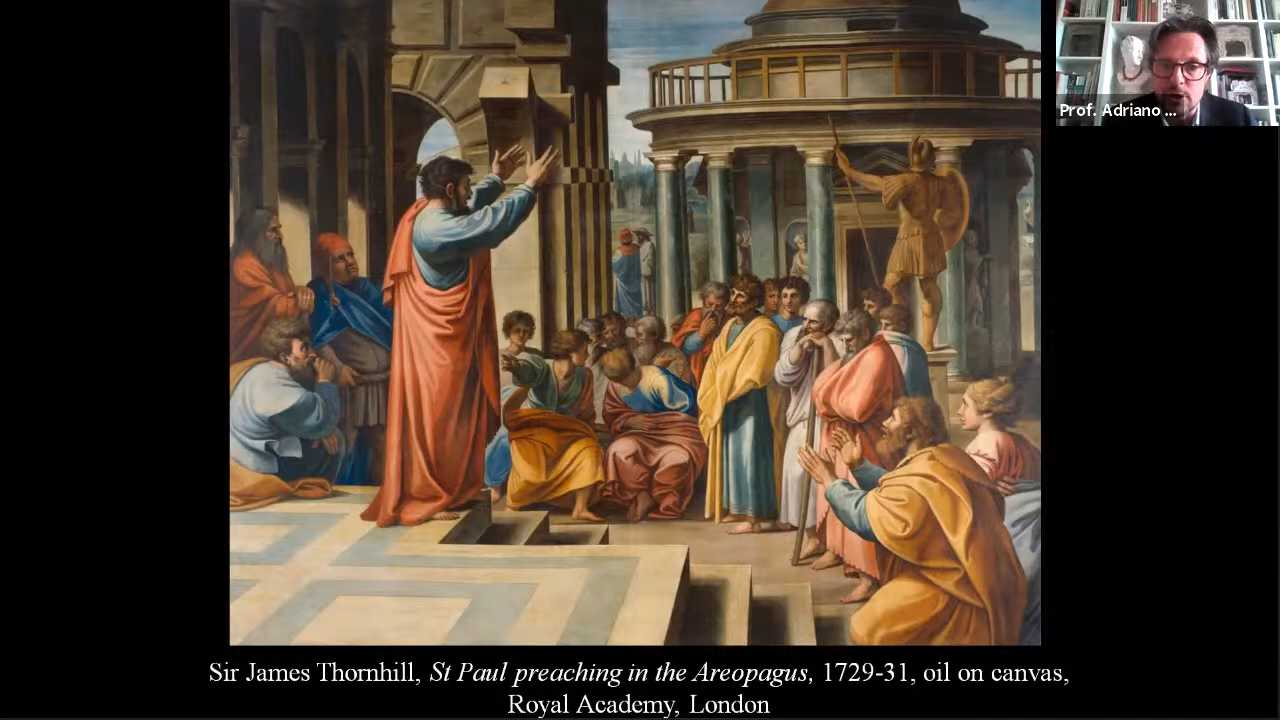 Prof. Adriano ...
Sir James Thornhill, St Paul preaching in the Areopagus, 1729-31, oil on canvas,
Royal Academy, London